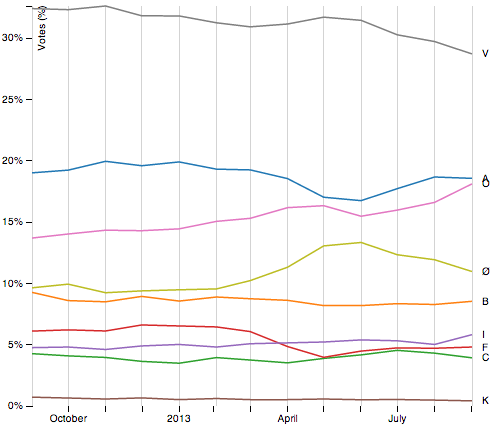 Votes (%)
30%
25%
20%
15%
10%
5%
0%
October
2013
April
July
V
A
O
Ø
B
I
F
C
K